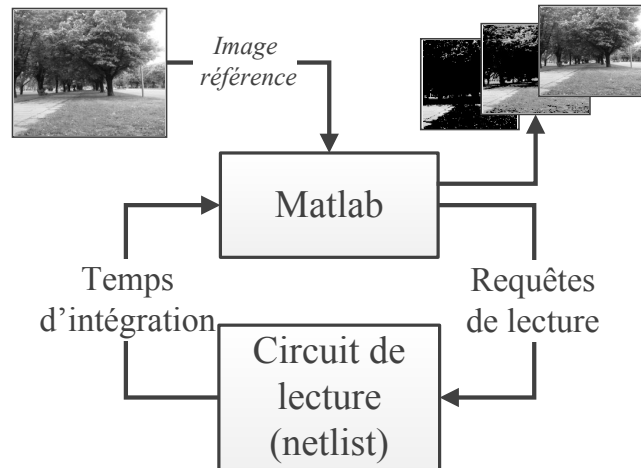 Image
référence
Matlab
Temps
d'intégration
Requêtes
de lecture
Circuit de
lecture
(netlist)